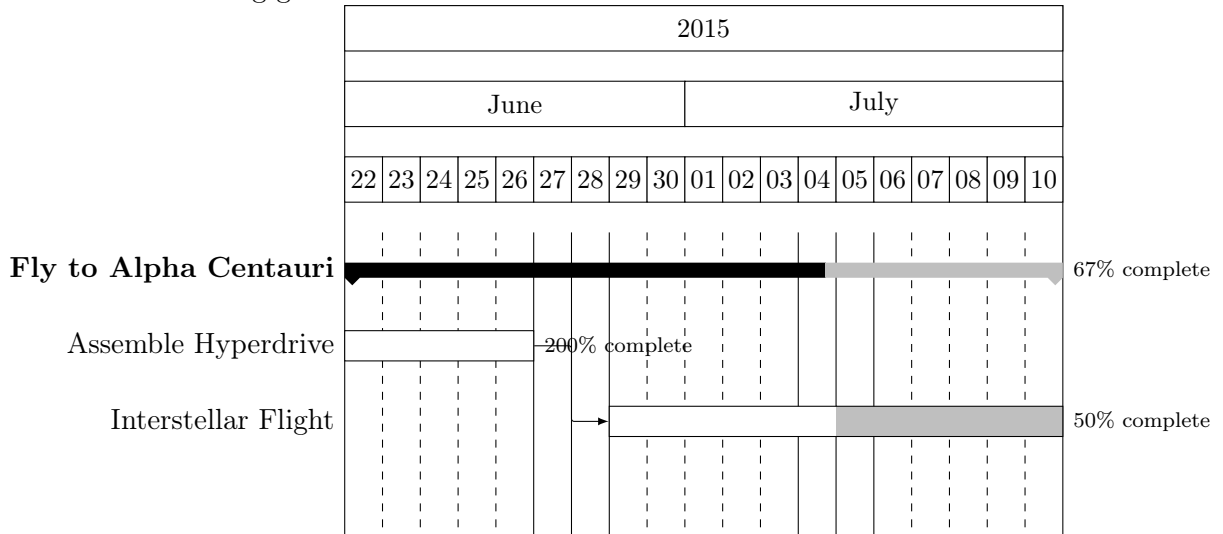 2015
June July
22 23 24 25 26 27 28 29 30 01 02 03 04 05 06 07 08 09 10
Fly to Alpha Centauri 67% complete
Assemble Hyperdrive 200% complete
Interstellar Flight 50% complete